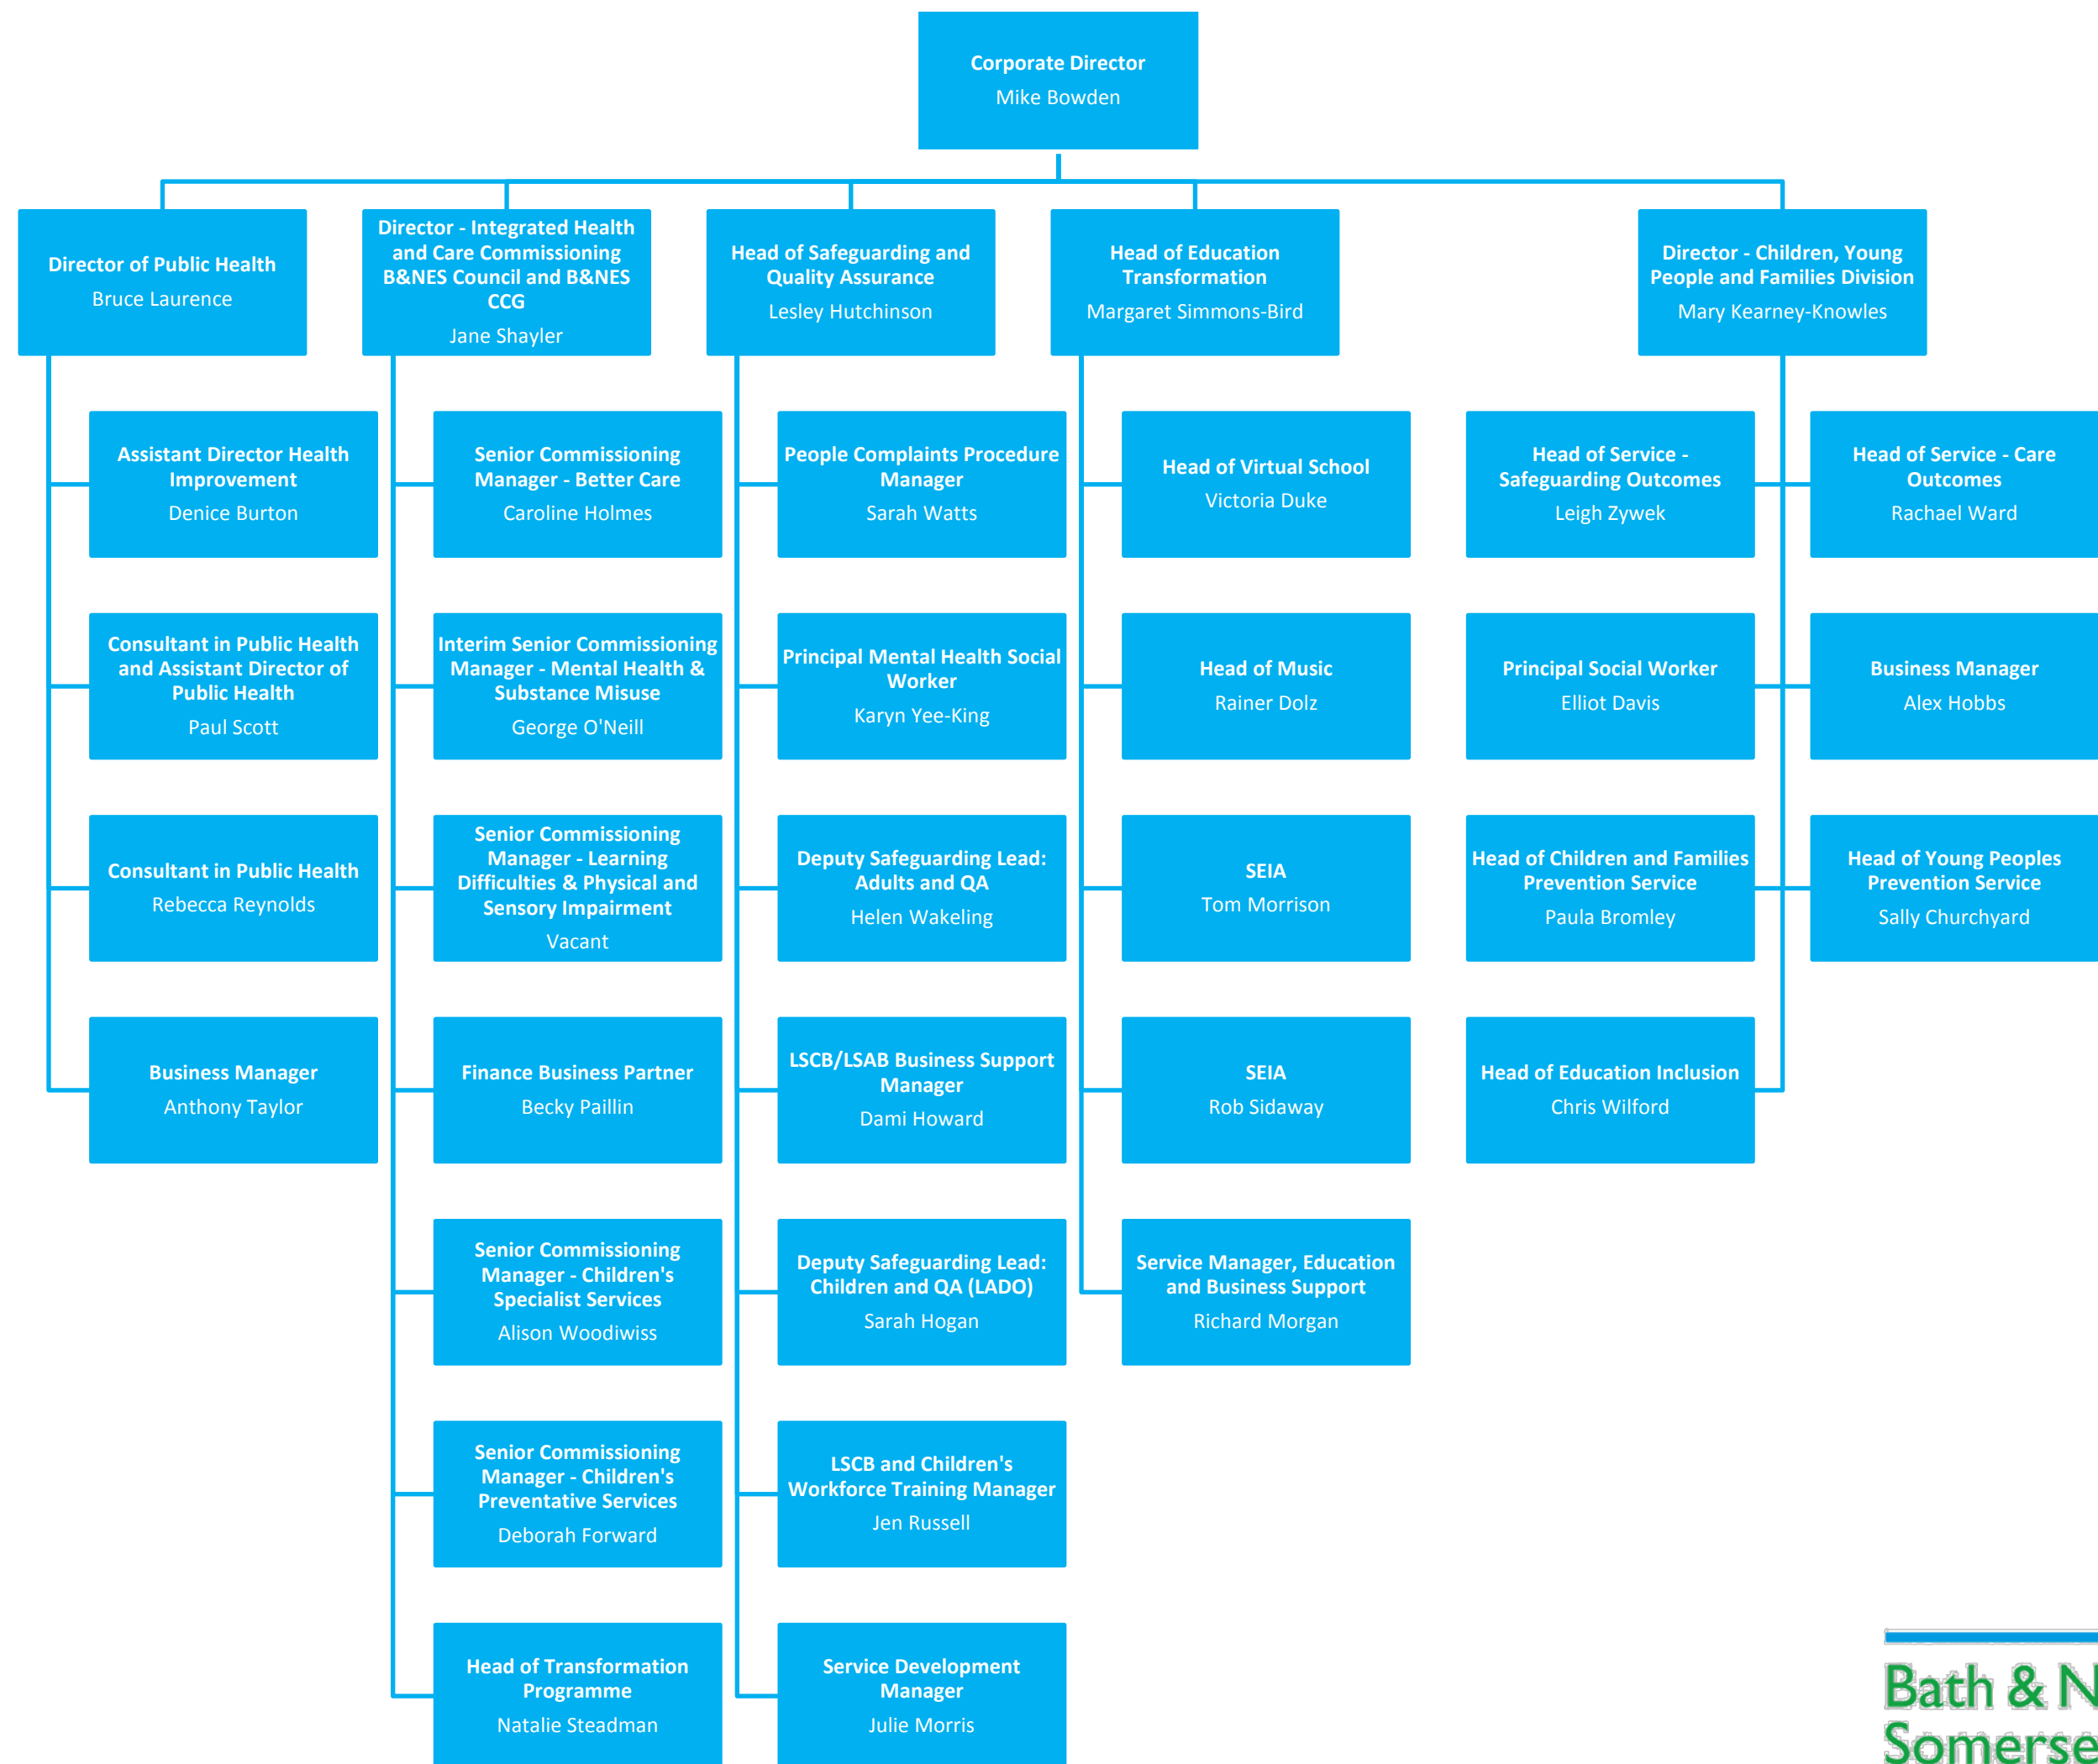 Corporate Director
Mike Bowden
Director of Public Health
Bruce Laurence
Director - Integrated Health
and Care Commissioning
B&NES Council and B&NES
CCG
Jane Shayler
Head of Safeguarding and
Quality Assurance
Lesley Hutchinson
Head of Education
Transformation
Margaret Simmons-Bird
Director - Children, Young
People and Families Division
Mary Kearney-Knowles
Assistant Director Health
Improvement
Denice Burton
Senior Commissioning
Manager - Better Care
Caroline Holmes
People Complaints Procedure
Manager
Sarah Watts
Head of Virtual School
Victoria Duke
Head of Service -
Safeguarding Outcomes
Leigh Zywek
Head of Service - Care
Outcomes
Rachael Ward
Consultant in Public Health
and Assistant Director of
Public Health
Paul Scott
Interim Senior Commissioning
Manager - Mental Health &
Substance Misuse
George O'Neill
Principal Mental Health Social
Worker
Karyn Yee-King
Head of Music
Rainer Dolz
Principal Social Worker
Elliot Davis
Business Manager
Alex Hobbs
Consultant in Public Health
Rebecca Reynolds
Senior Commissioning
Manager - Learning
Difficulties & Physical and
Sensory Impairment
Vacant
Deputy Safeguarding Lead:
Adults and QA
Helen Wakeling
SEIA
Tom Morrison
Head of Children and Families
Prevention Service
Paula Bromley
Head of Young Peoples
Prevention Service
Sally Churchyard
Business Manager
Anthony Taylor
Finance Business Partner
Becky Paillin
LSCB/LSAB Business Support
Manager
Dami Howard
SEIA
Rob Sidaway
Head of Education Inclusion
Chris Wilford
Senior Commissioning
Manager - Children's
Specialist Services
Alison Woodiwiss
Deputy Safeguarding Lead:
Children and QA (LADO)
Sarah Hogan
Service Manager, Education
and Business Support
Richard Morgan
Senior Commissioning
Manager - Children's
Preventative Services
Deborah Forward
LSCB and Children's
Workforce Training Manager
Jen Russell
Head of Transformation
Programme
Natalie Steadman
Service Development
Manager
Julie Morris
Bath & N
Somerse